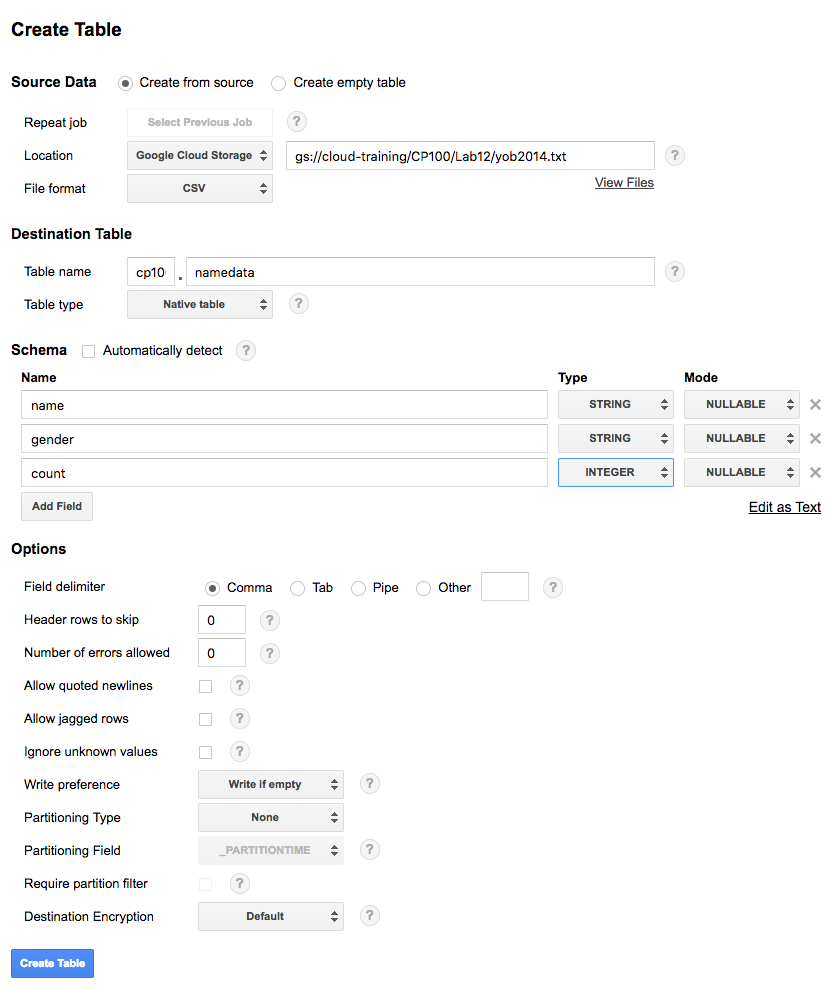 Create Table
Source Data Create from source Create empty table
Repeat job Select Previous Job ?
Location Google Cloud Storage gs://cloud-training/CP100/Lab12/yob2014.txt ?
File format CSV View Files
Destination Table
Table name cp10 . namedata ?
Table type Native table ?
Schema Automatically detect ?
Name Type Mode
name STRING NULLABLE
gender STRING NULLABLE
count INTEGER NULLABLE
Add Field Edit as Text
Options
Field delimiter Comma Tab Pipe Other ?
Header rows to skip 0 ?
Number of errors allowed 0 ?
Allow quoted newlines ?
Allow jagged rows ?
Ignore unknown values ?
Write preference Write if empty ?
Partitioning Type None
Partitioning Field _PARTITIONTIME ?
Require partition filter ?
Destination Encryption Default ?
Create Table